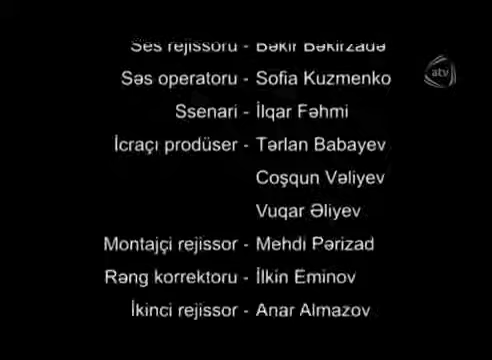 Səs rejissoru - Bəkir Bəkirzadə
Səs operatoru - Sofia Kuzmenko
Ssenari - İlqar Fəhmi
İcraçı prodüser - Tərlan Babayev
Coşqun Vəliyev
Vuqar Əliyev
Montajçi rejissor - Mehdi Pərizad
Rəng korrektoru - İlkin Eminov
İkinci rejissor - Anar Almazov
atv